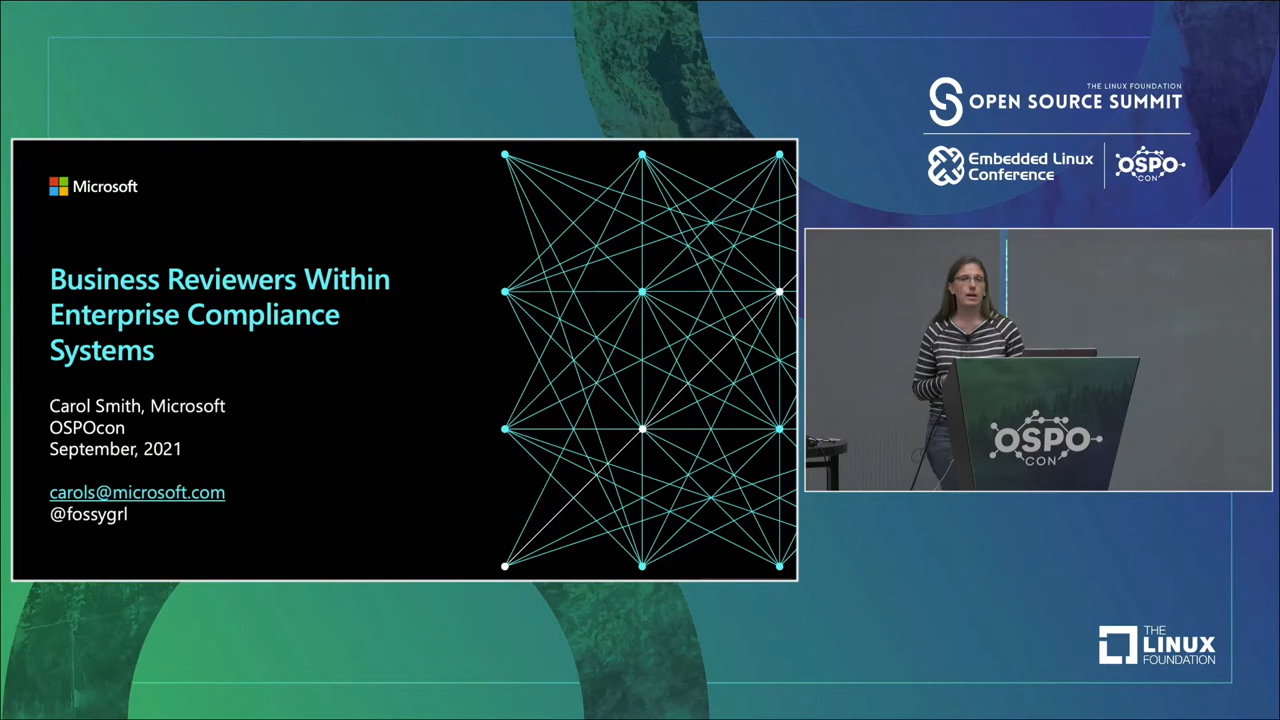 THE LINUX FOUNDATION
OPEN SOURCE SUMMIT
Embedded Linux
Conference
OSPO
CON
Microsoft
Business Reviewers Within
Enterprise Compliance
Systems
Carol Smith, Microsoft
OSPOcon
September, 2021
carols@microsoft.com
@fossygrl
OSPO
CON
THE
LINUX
FOUNDATION